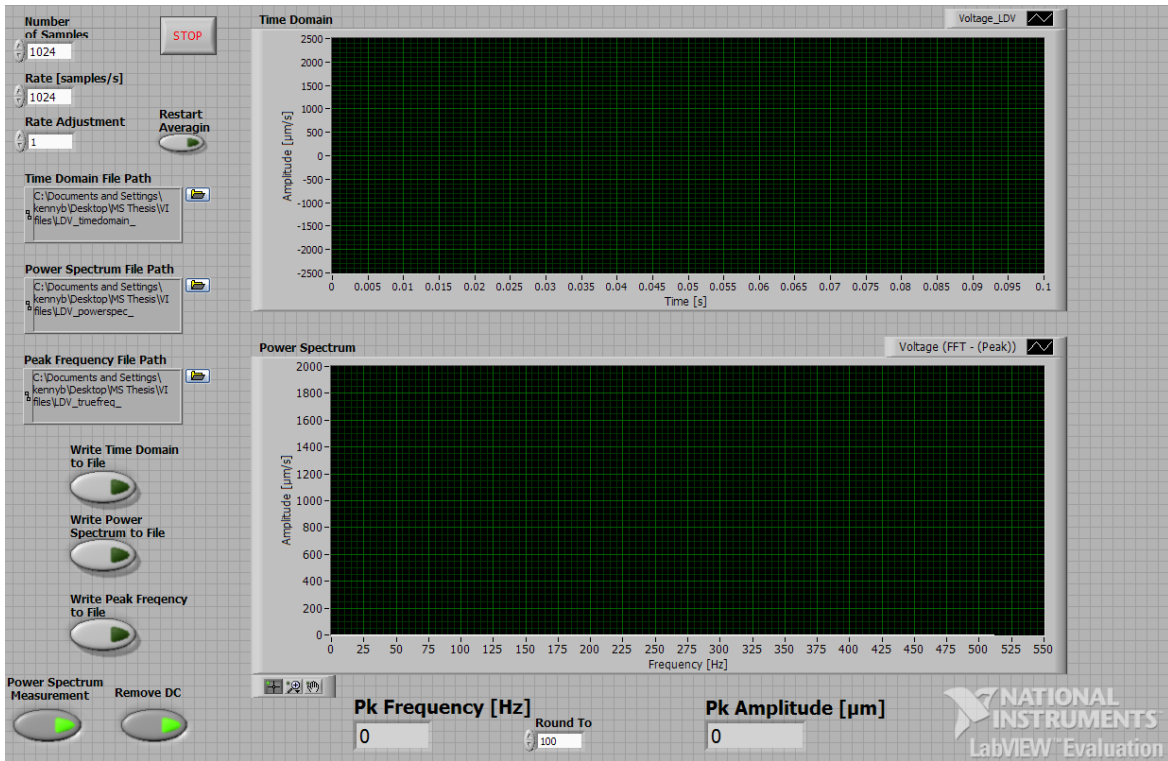 Number
of Samples
1024
STOP
Rate [samples/s]
1024
Rate Adjustment
1
Restart
Averagin
Time Domain File Path
C:\Documents and Settings\
kennyb\Desktop\MS Thesis\VI
files\LDV_timedomain_
Power Spectrum File Path
C:\Documents and Settings\
kennyb\Desktop\MS Thesis\VI
files\LDV_powerspec_
Peak Frequency File Path
C:\Documents and Settings\
kennyb\Desktop\MS Thesis\VI
files\LDV_truefreq_
Write Time Domain
to File
Write Power
Spectrum to File
Write Peak Freqency
to File
Power Spectrum
Measurement
Remove DC
Time Domain
Voltage_LDV
Amplitude [µm/s]
2500
2000
1500
1000
500
0
-500
-1000
-1500
-2000
-2500
0 0.005 0.01 0.015 0.02 0.025 0.03 0.035 0.04 0.045 0.05 0.055 0.06 0.065 0.07 0.075 0.08 0.085 0.09 0.095 0.1
Time [s]
Power Spectrum
Voltage (FFT - (Peak))
Amplitude [µm/s]
2000
1800
1600
1400
1200
1000
800
600
400
200
0
0 25 50 75 100 125 150 175 200 225 250 275 300 325 350 375 400 425 450 475 500 525 550
Frequency [Hz]
Pk Frequency [Hz]
0
Round To
100
Pk Amplitude [µm]
0
NATIONAL
INSTRUMENTS™
LabVIEW™ Evaluation